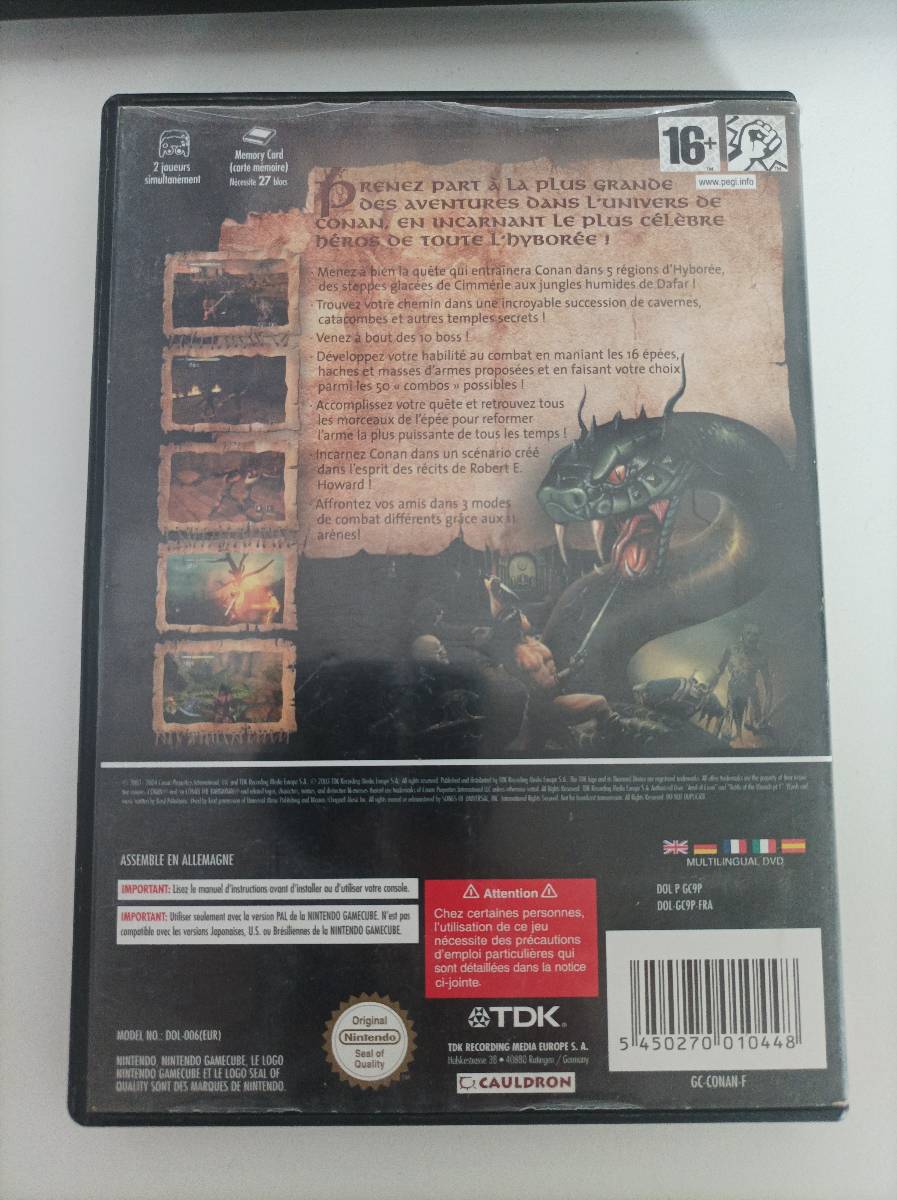 2 joueurs
simultanément
Memory Card
(carte mémoire)
Nécessite 27 blocs
16+
www.pegi.info
PRENEZ PART À LA PLUS GRANDE
DES AVENTURES DANS L'UNIVERS DE
CONAN, EN INCARNANT LE PLUS CÉLÈBRE
HÉROS DE TOUTE L'HYBORÉE !
· Menez à bien la quête qui entraînera Conan dans 5 régions d'Hyborée,
des steppes glacées de Cimmérie aux jungles humides de Dafar !
· Trouvez votre chemin dans une incroyable succession de cavernes,
catacombes et autres temples secrets !
· Venez à bout des 10 boss !
· Développez votre habilité au combat en maniant les 16 épées,
haches et masses d'armes proposées et en faisant votre choix
parmi les 50 « combos » possibles !
· Accomplissez votre quête et retrouvez tous
les morceaux de l'épée pour reformer
l'arme la plus puissante de tous les temps !
· Incarnez Conan dans un scénario créé
dans l'esprit des récits de Robert E.
Howard !
· Affrontez vos amis dans 3 modes
de combat différents grâce aux 11
arènes!
ASSEMBLE EN ALLEMAGNE
MULTILINGUAL DVD
IMPORTANT: Lisez le manuel d'instructions avant d'installer ou d'utiliser votre console.
IMPORTANT: Utiliser seulement avec la version PAL de la NINTENDO GAMECUBE. N'est pas
compatible avec les versions Japonaises, U.S. ou Brésiliennes de la NINTENDO GAMECUBE.
Attention
Chez certaines personnes,
l'utilisation de ce jeu
nécessite des précautions
d'emploi particulières qui
sont détaillées dans la notice
ci-jointe.
DOL P GC9P
DOL-GC9P-FRA
MODEL NO.: DOL-006(EUR)
NINTENDO, NINTENDO GAMECUBE, LE LOGO
NINTENDO GAMECUBE ET LE LOGO SEAL OF
QUALITY SONT DES MARQUES DE NINTENDO.
Original
Nintendo
Seal of
Quality
TDK
TDK RECORDING MEDIA EUROPE S. A.
Halskestrasse 38 • 40880 Ratingen / Germany
CAULDRON
5 450270 010448
GC-CONAN-F